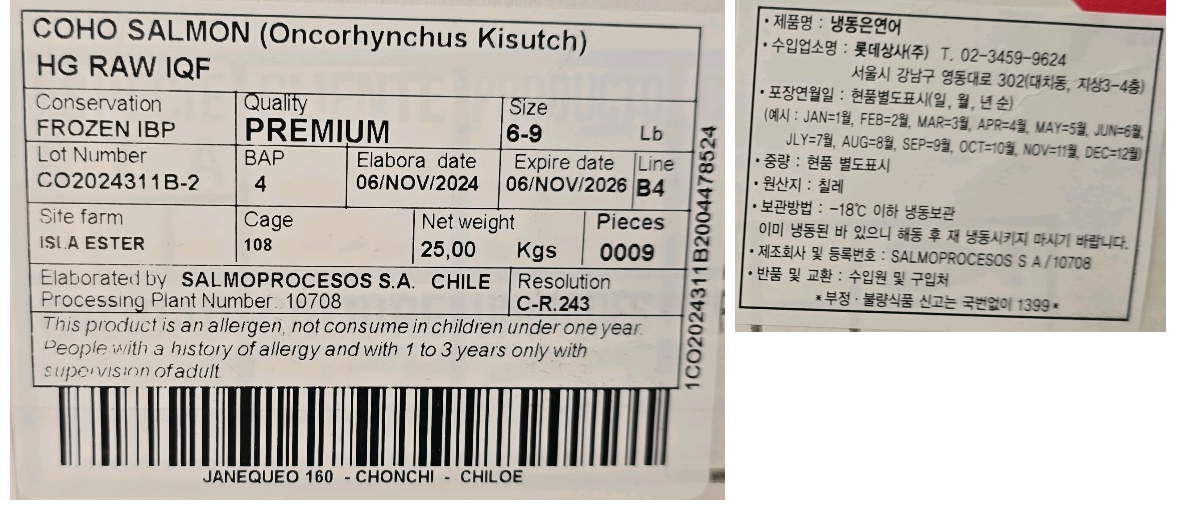 COHO SALMON (Oncorhynchus Kisutch)
HG RAW IQF
Conservation Quality Size
FROZEN IBP PREMIUM 6-9 Lb
Lot Number BAP Elabora date Expire date Line
CO2024311B-2 4 06/NOV/2024 06/NOV/2026 B4
Site farm Cage Net weight Pieces
ISLA ESTER 108 25,00 Kgs 0009
Elaborated by SALMOPROCESOS S.A. CHILE Resolution
Processing Plant Number: 10708 C-R.243
This product is an allergen, not consume in children under one year.
People with a history of allergy and with 1 to 3 years only with
supervision of adult
1CO2024311B2004478524
JANEQUEO 160 - CHONCHI - CHILOE
• 제품명 : 냉동은연어
• 수입업소명 : 롯데상사(주) T. 02-3459-9624
서울시 강남구 영동대로 302(대치동, 지상3-4층)
• 포장연월일 : 현품별도표시(일, 월, 년 순)
(예시 : JAN=1월, FEB=2월, MAR=3월, APR=4월, MAY=5월, JUN=6월,
JLY=7월, AUG=8월, SEP=9월, OCT=10월, NOV=11월, DEC=12월)
• 중량 : 현품 별도표시
• 원산지 : 칠레
• 보관방법 : -18℃ 이하 냉동보관
이미 냉동된 바 있으니 해동 후 재 냉동시키지 마시기 바랍니다.
• 제조회사 및 등록번호 : SALMOPROCESOS S A / 10708
• 반품 및 교환 : 수입원 및 구입처
* 부정 · 불량식품 신고는 국번없이 1399 *